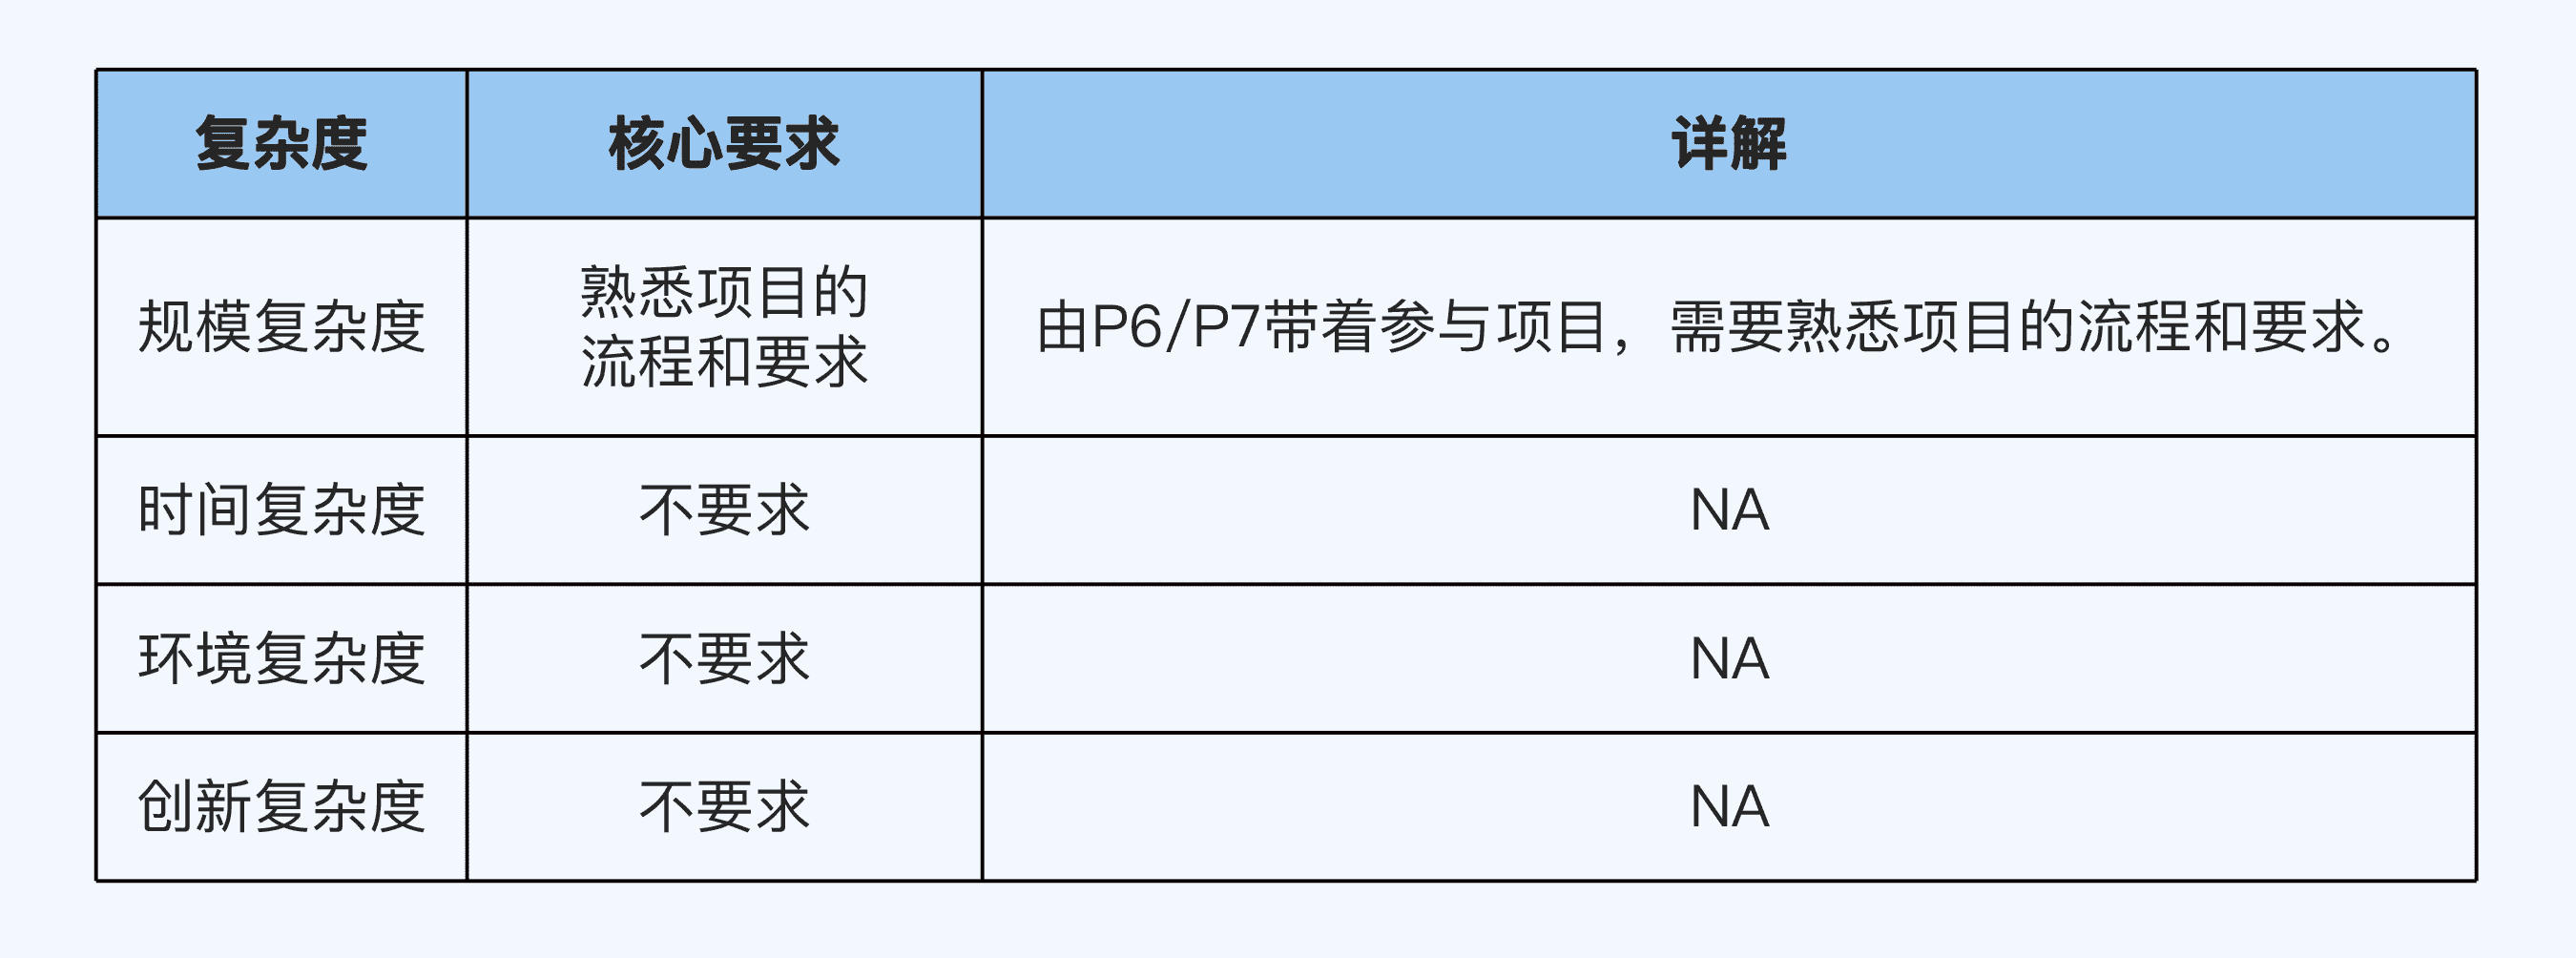 复杂度
核心要求
详解
规模复杂度
熟悉项目的
流程和要求
由P6/P7带着参与项目，需要熟悉项目的流程和要求。
时间复杂度
不要求
NA
环境复杂度
不要求
NA
创新复杂度
不要求
NA